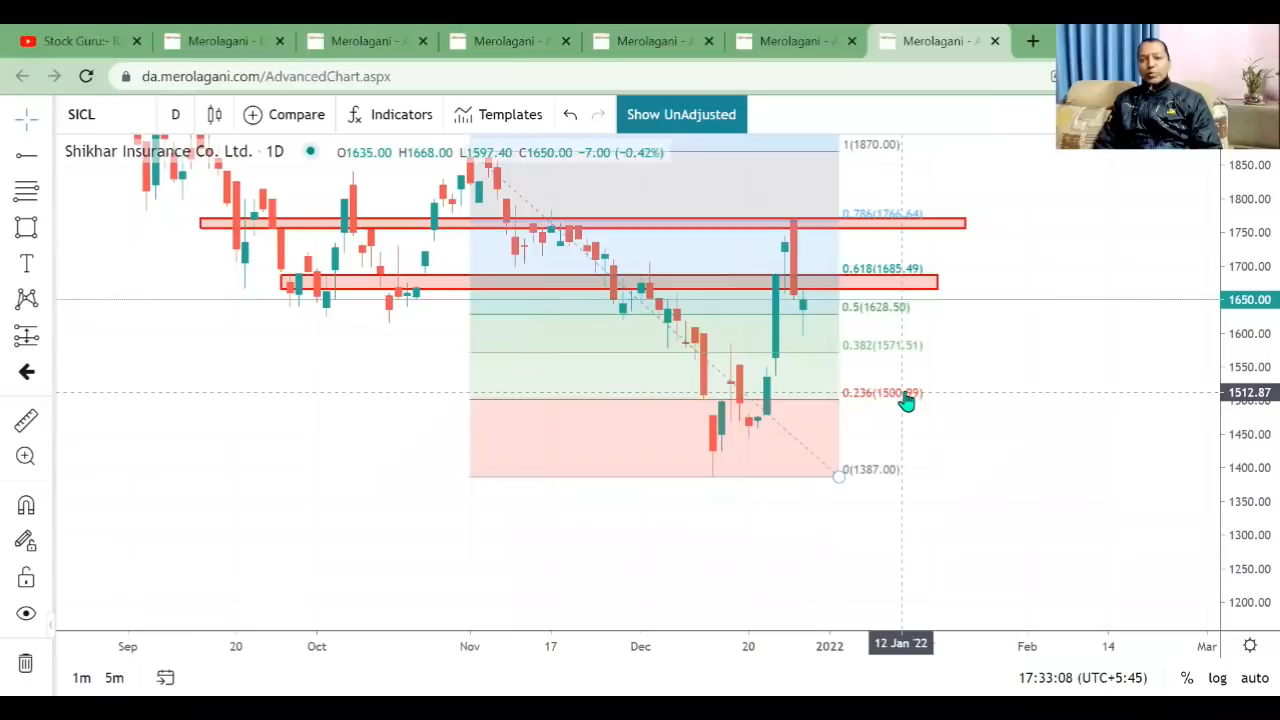 Stock Guru:- R
Merolagani - D
Merolagani - A
Merolagani - A
Merolagani - A
Merolagani - A
Merolagani - A
da.merolagani.com/AdvancedChart.aspx
SICL D Compare Indicators Templates Show UnAdjusted
Shikhar Insurance Co. Ltd. · 1D O1635.00 H1668.00 L1597.40 C1650.00 −7.00 (−0.42%)
1(1870.00)
0.786(1766.64)
0.618(1685.49)
0.5(1628.50)
0.382(1571.51)
0(1387.00)
1850.00
1800.00
1750.00
1700.00
1650.00
1600.00
1550.00
1512.87
1450.00
1400.00
1350.00
1300.00
1250.00
1200.00
Sep 20 Oct Nov 17 Dec 20 2022 12 Jan '22 Feb 14 Mar
1m 5m 17:33:08 (UTC+5:45) % log auto